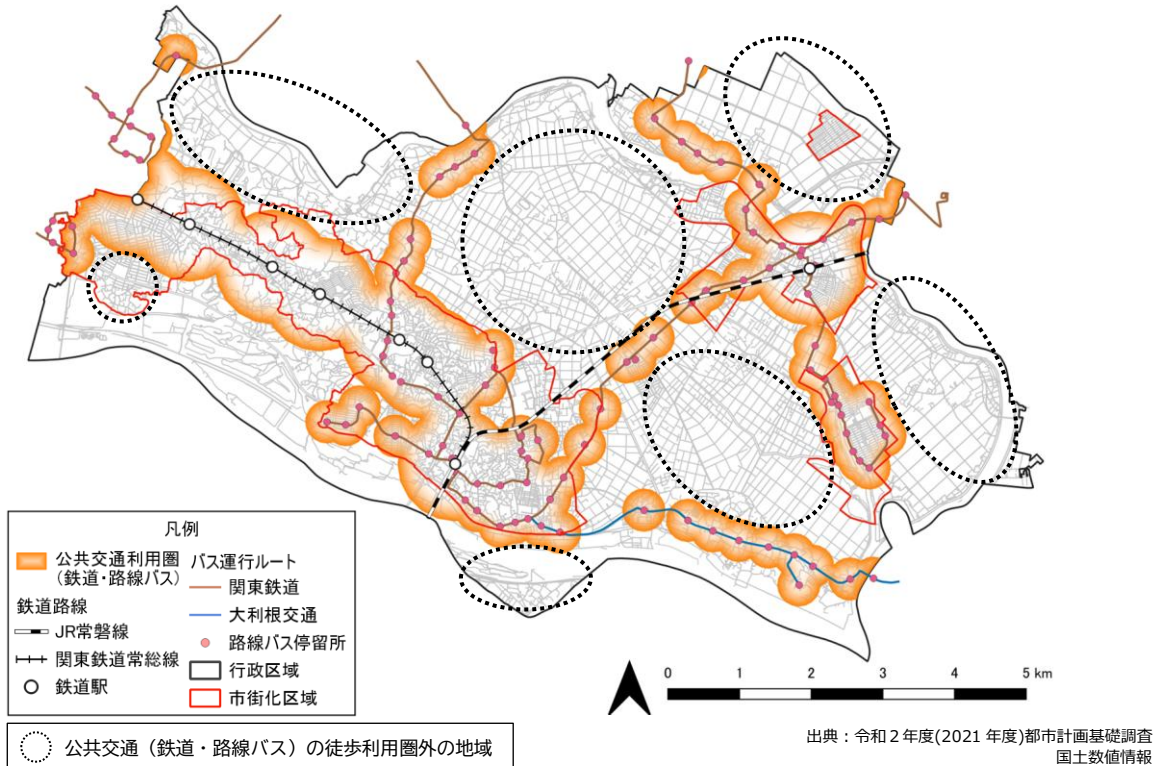 凡例
公共交通利用圏
(鉄道・路線バス)
鉄道路線
JR常磐線
関東鉄道常総線
鉄道駅
バス運行ルート
関東鉄道
大利根交通
路線バス停留所
行政区域
市街化区域
公共交通（鉄道・路線バス）の徒歩利用圏外の地域
0 1 2 3 4 5 km
出典：令和２年度(2021 年度)都市計画基礎調査
国土数値情報